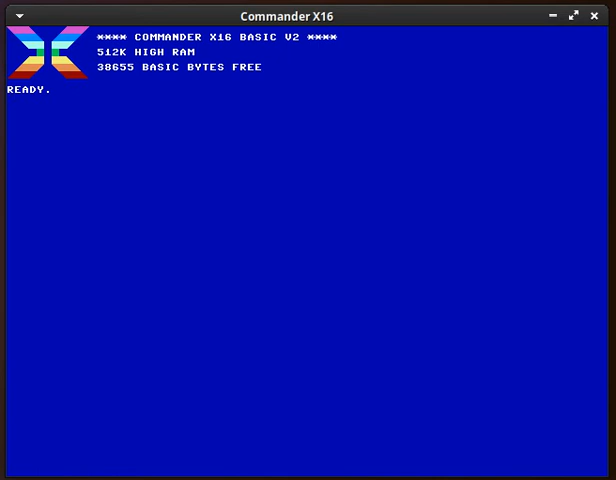 Commander X16
**** COMMANDER X16 BASIC V2 ****
512K HIGH RAM
38655 BASIC BYTES FREE
READY.